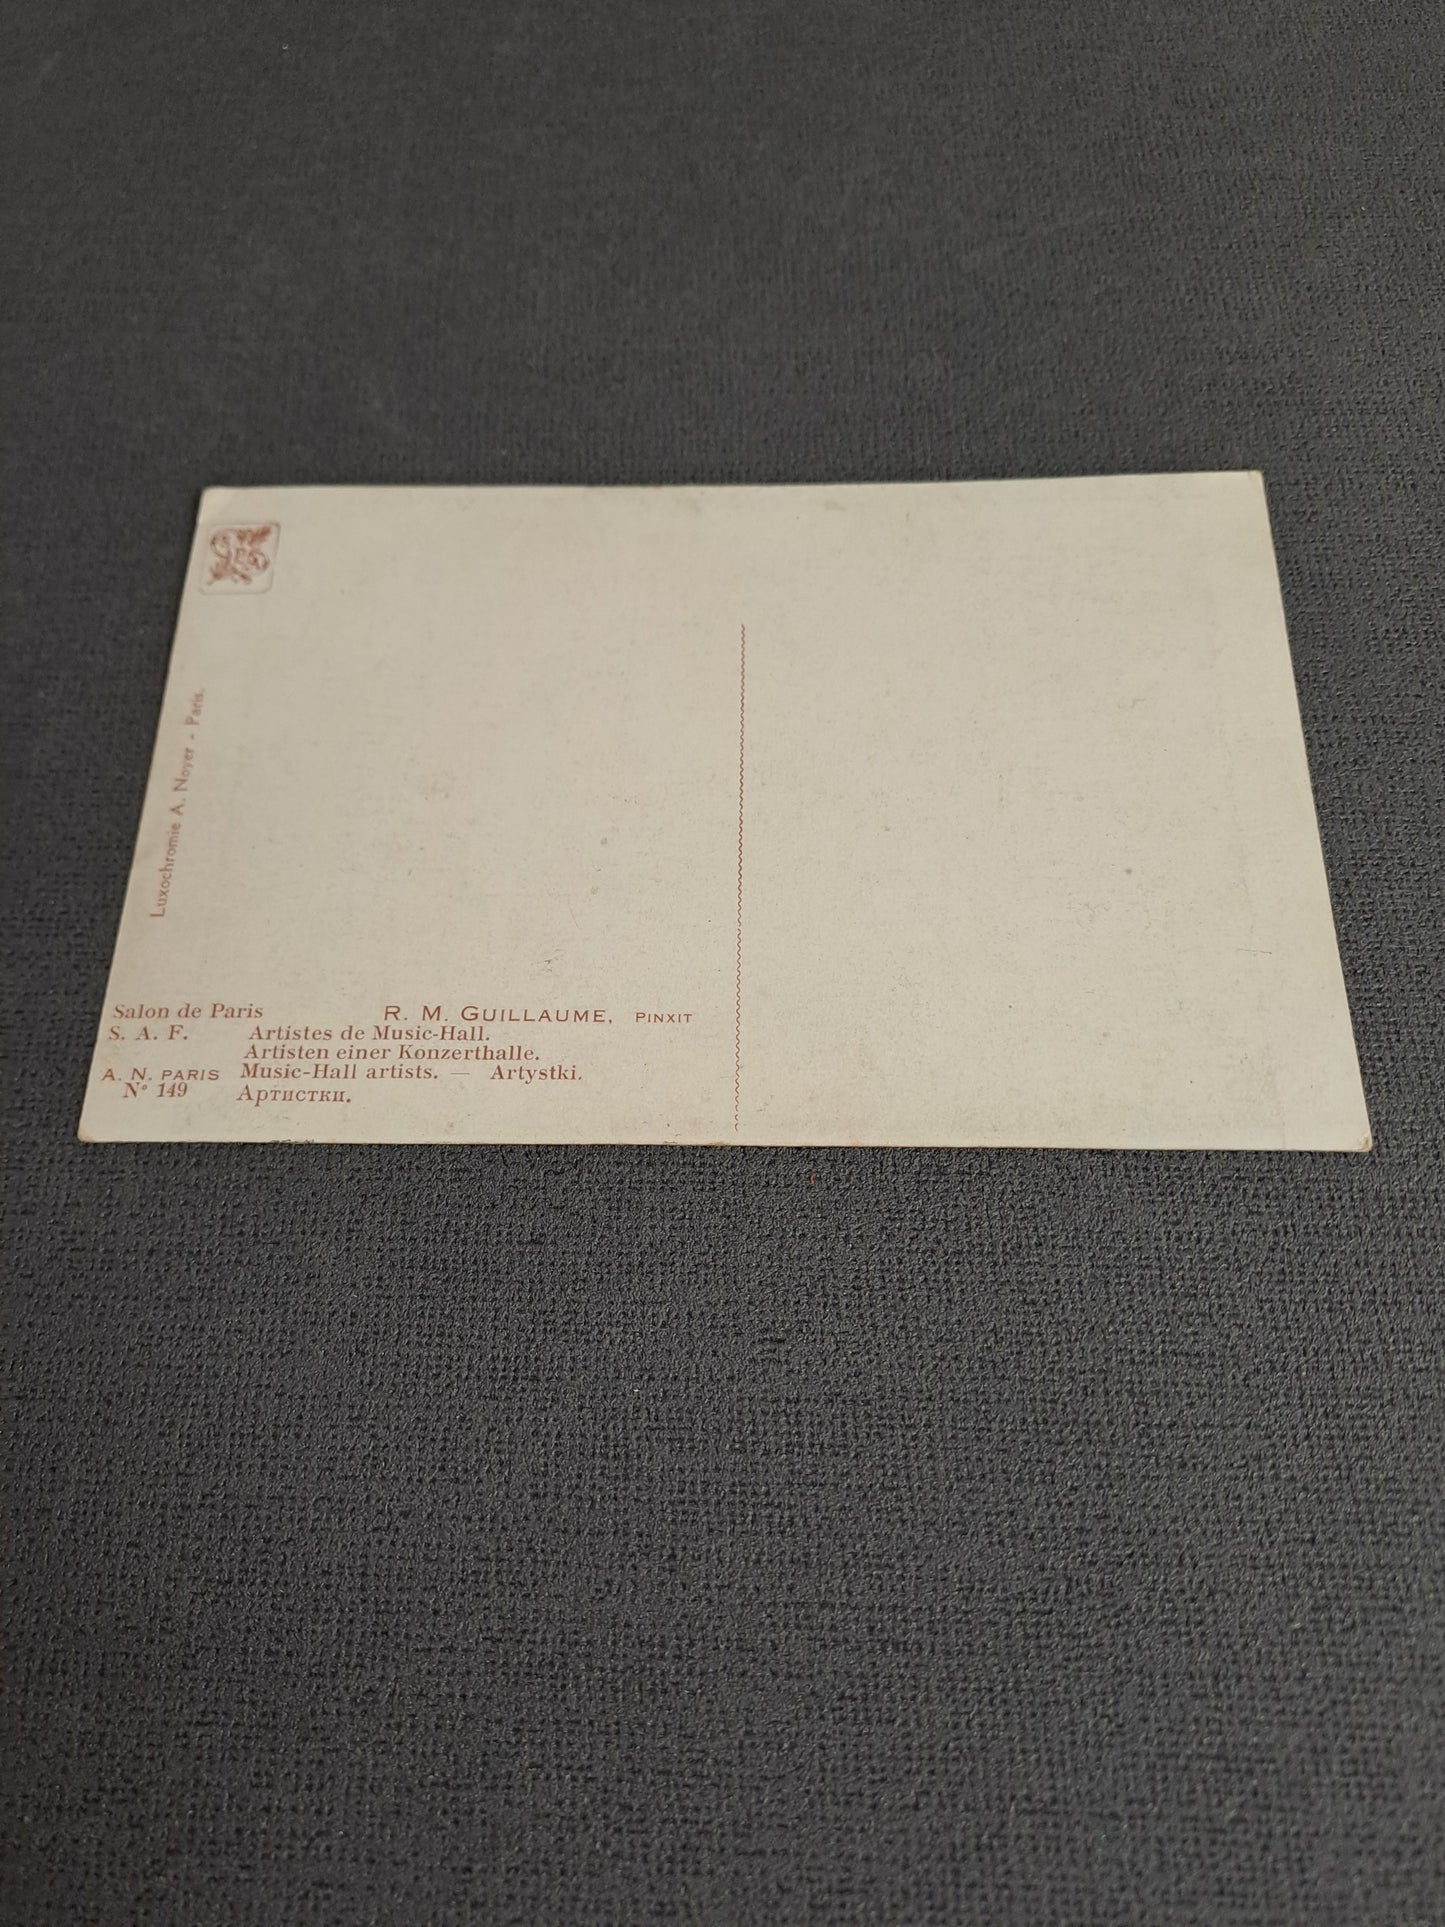 Luxochromie A. Noyer - Paris.
Salon de Paris R. M. GUILLAUME, PINXIT
S. A. F. Artistes de Music-Hall.
Artisten einer Konzerthalle.
A. N. PARIS Music-Hall artists. — Artystki.
N° 149 Артистки.